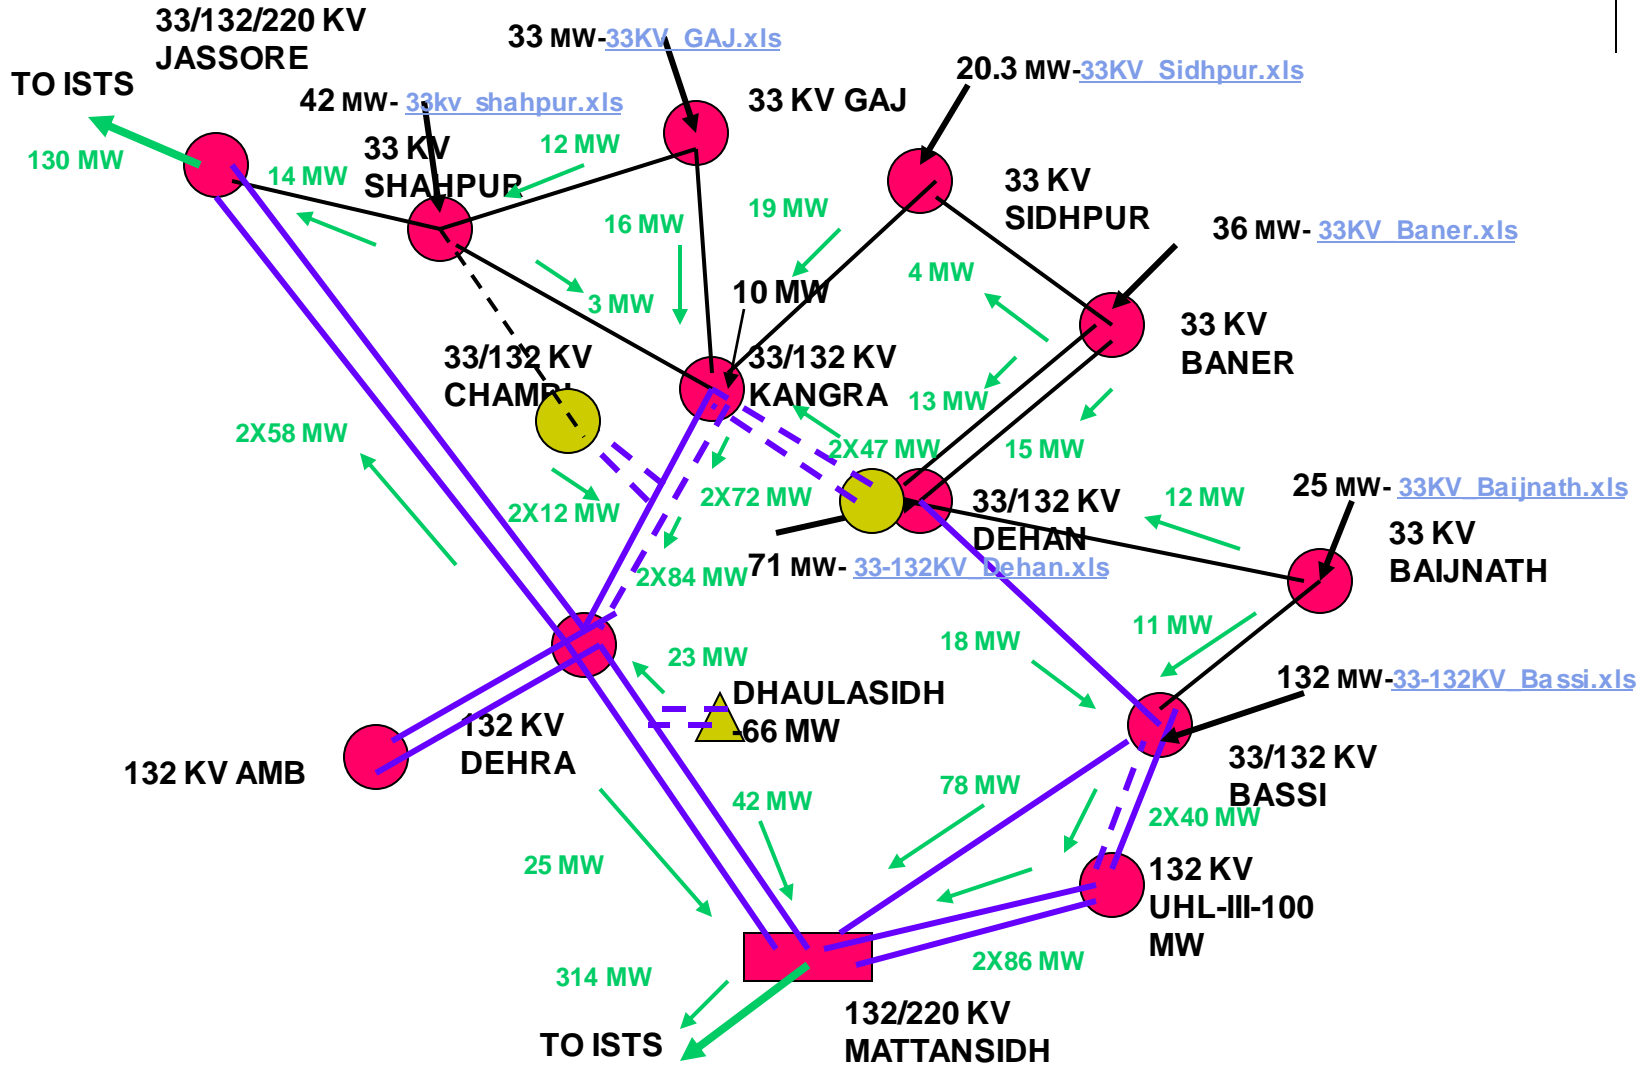 33/132/220 KV
JASSORE
TO ISTS
130 MW
33 MW-33KV_GAJ.xls
42 MW- 33kv_shahpur.xls
33 KV GAJ
20.3 MW-33KV_Sidhpur.xls
33 KV
SHAHPUR
12 MW
14 MW
33 KV
SIDHPUR
19 MW
16 MW
36 MW- 33KV_Baner.xls
4 MW
3 MW
10 MW
33 KV
BANER
33/132 KV
CHAMBI
33/132 KV
KANGRA
13 MW
15 MW
2X58 MW
2X47 MW
2X72 MW
2X12 MW
12 MW
25 MW- 33KV_Baijnath.xls
33/132 KV
DEHAN
33 KV
BAIJNATH
71 MW- 33-132KV_Dehan.xls
2X84 MW
11 MW
18 MW
23 MW
132 MW-33-132KV_Bassi.xls
DHAULASIDH
-66 MW
132 KV
DEHRA
132 KV AMB
33/132 KV
BASSI
78 MW
42 MW
2X40 MW
25 MW
132 KV
UHL-III-100
MW
2X86 MW
314 MW
132/220 KV
MATTANSIDH
TO ISTS